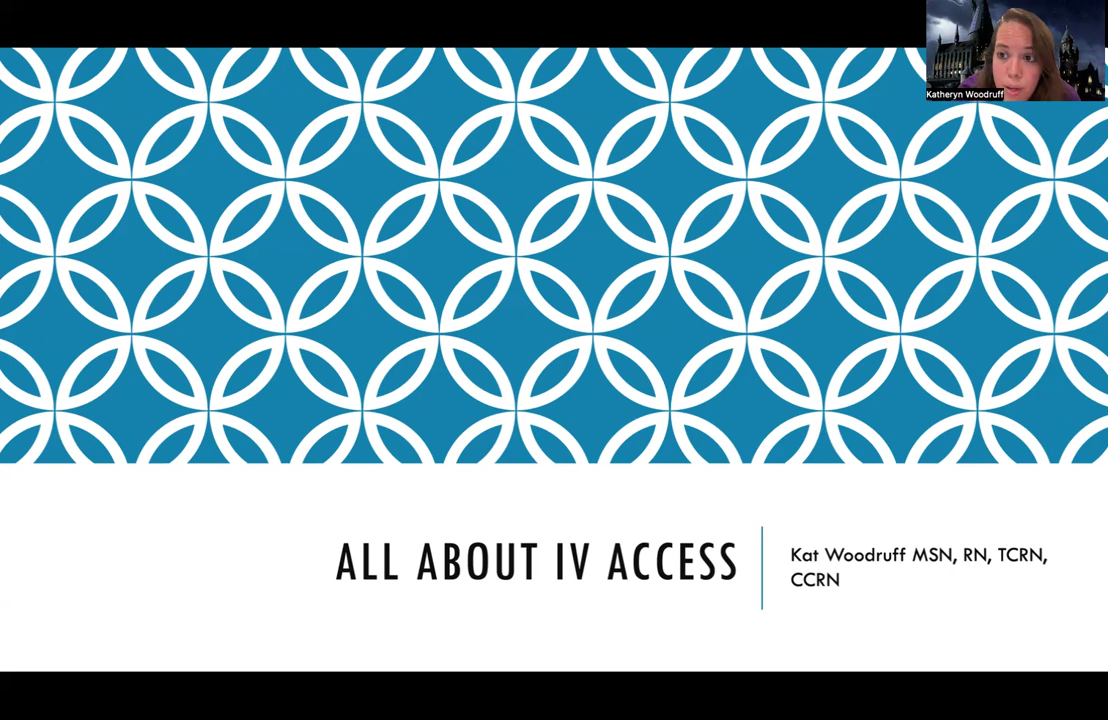 Katheryn Woodruff
ALL ABOUT IV ACCESS
Kat Woodruff MSN, RN, TCRN,
CCRN